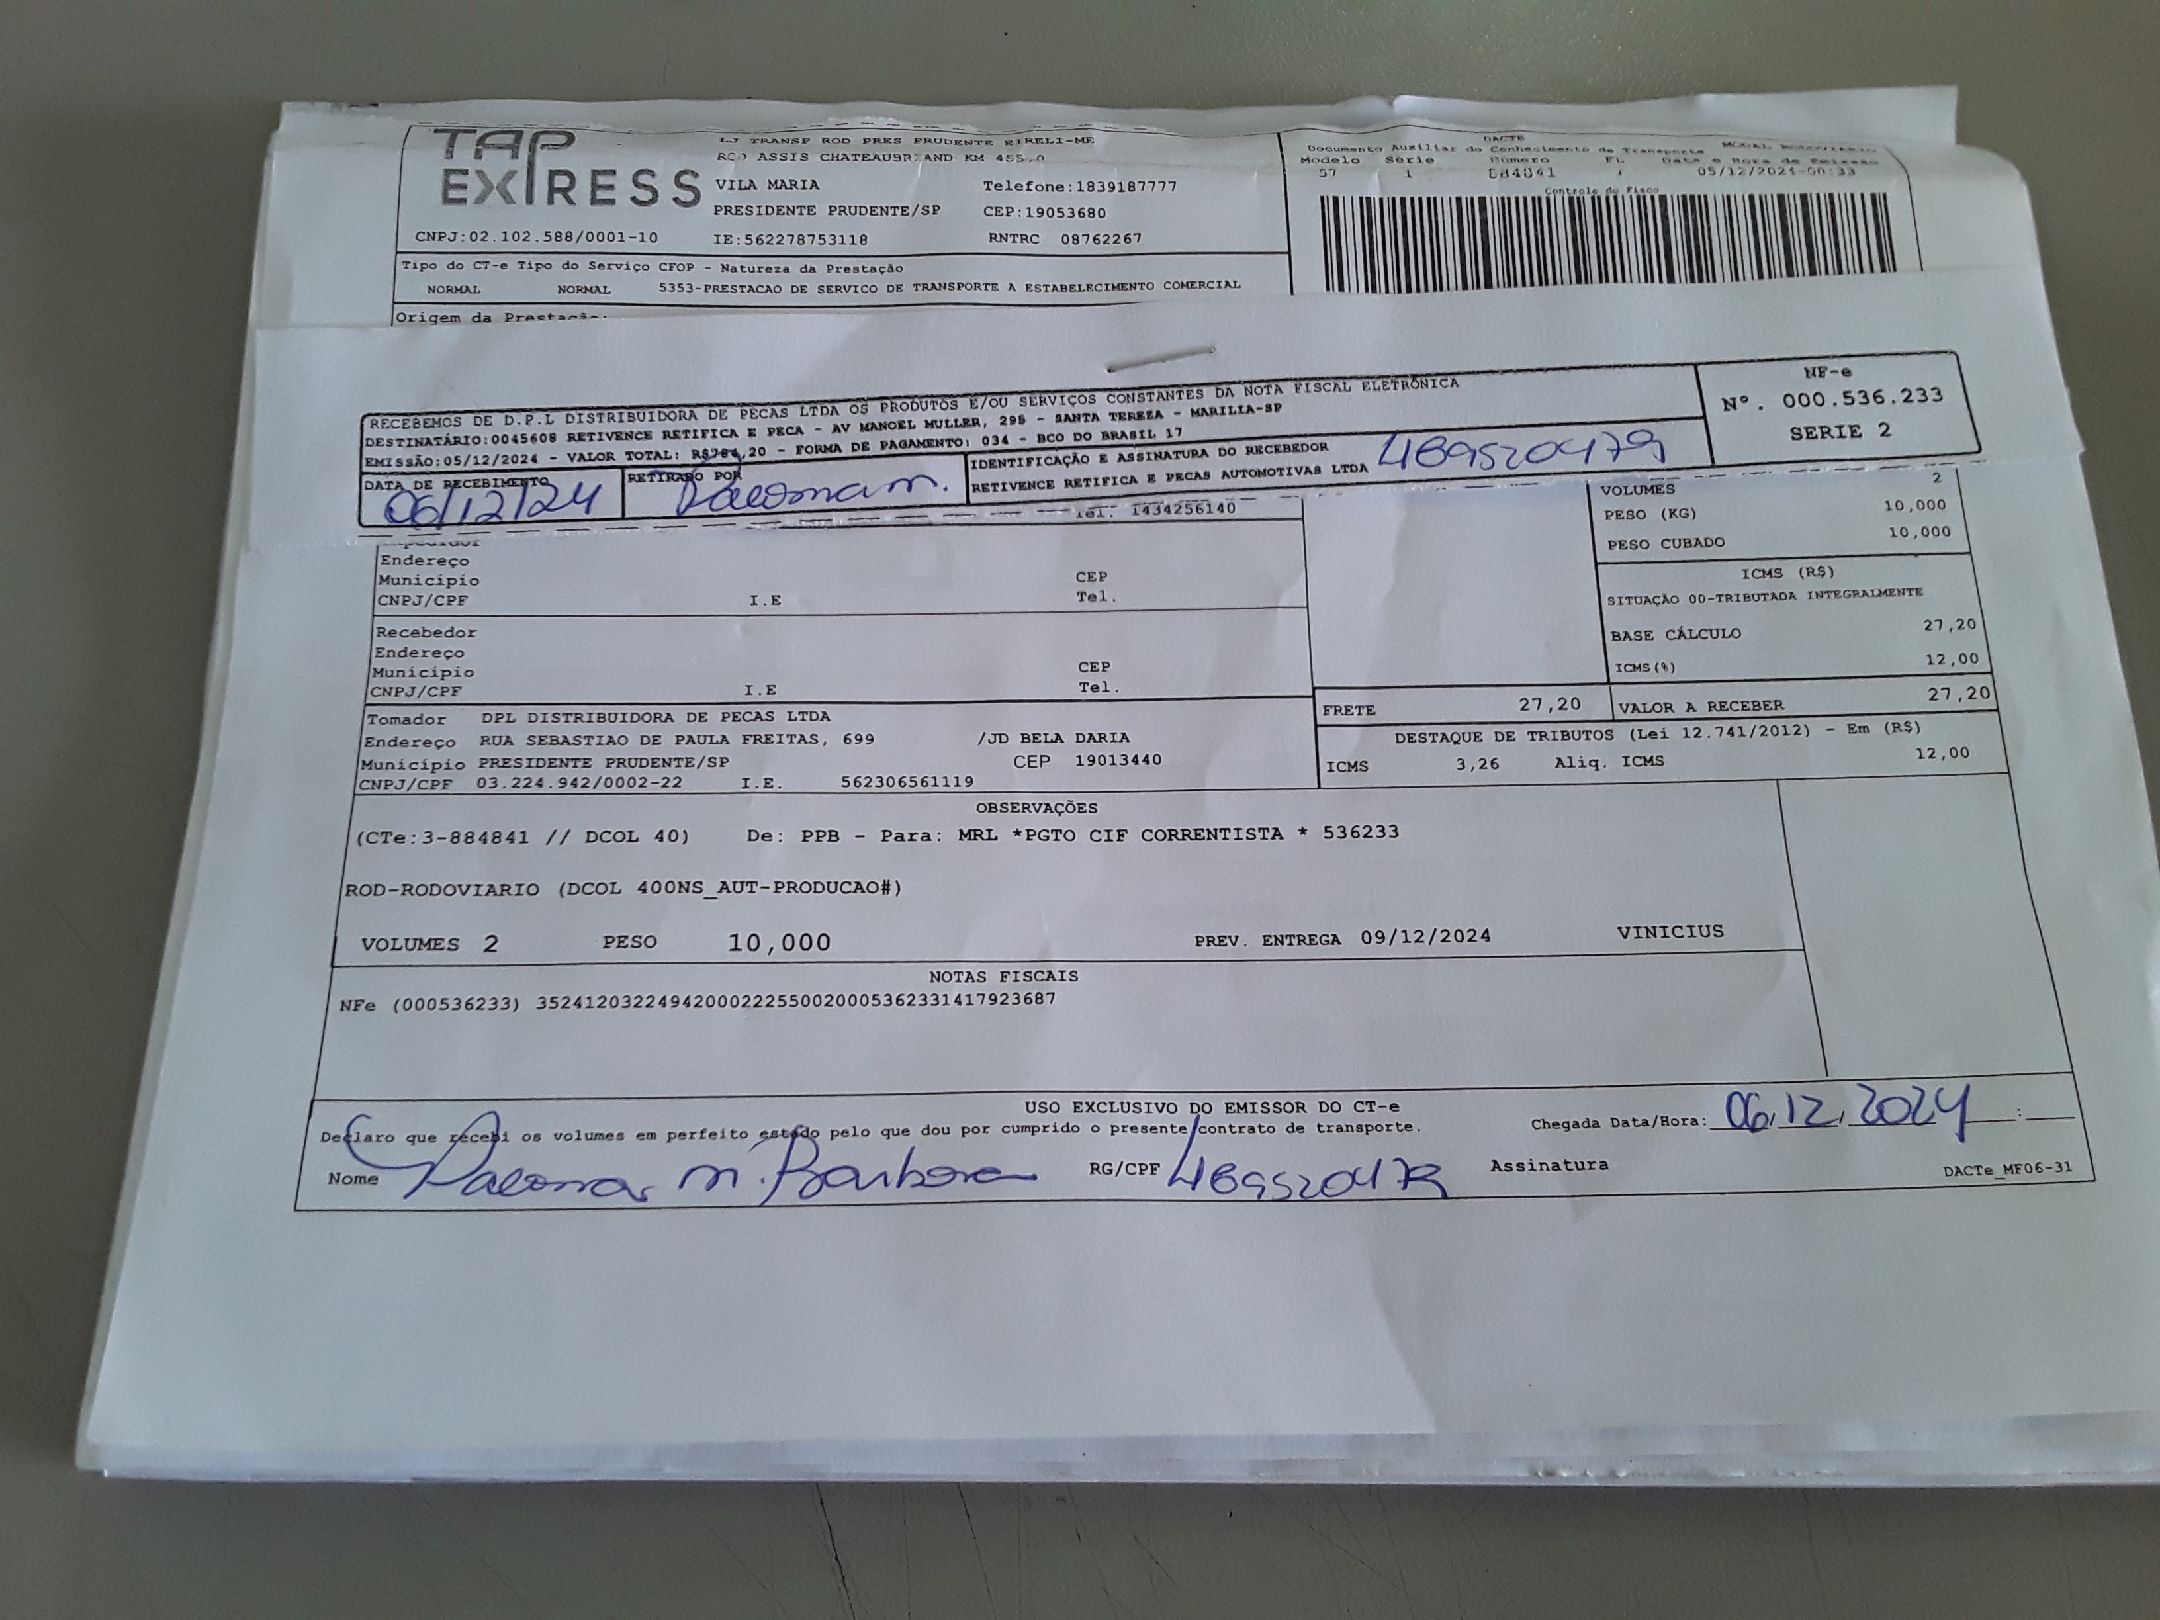 TAP EXPRESS
LJ TRANSP ROD PRES PRUDENTE EIRELI-ME
ROD ASSIS CHATEAUBRIAND KM 455,0
VILA MARIA Telefone:1839187777
PRESIDENTE PRUDENTE/SP CEP:19053680
CNPJ:02.102.588/0001-10 IE:562278753118 RNTRC 08762267
DACTE
Documento Auxiliar do Conhecimento de Transporte MODAL RODOVIARIO
Modelo Serie Número FL Data e Hora de Emissão
57 1 884841 05/12/2024-00:33
Controle do Fisco
Tipo do CT-e Tipo do Serviço CFOP - Natureza da Prestação
NORMAL NORMAL 5353-PRESTACAO DE SERVICO DE TRANSPORTE A ESTABELECIMENTO COMERCIAL
Origem da Prestação:
RECEBEMOS DE D.P.L DISTRIBUIDORA DE PECAS LTDA OS PRODUTOS E/OU SERVIÇOS CONSTANTES DA NOTA FISCAL ELETRÔNICA
DESTINATÁRIO:0045608 RETIVENCE RETIFICA E PECA - AV MANOEL MULLER, 295 - SANTA TEREZA - MARILIA-SP
EMISSÃO:05/12/2024 - VALOR TOTAL: ,20 - FORMA DE PAGAMENTO: 034 - BCO DO BRASIL 17
NF-e
Nº. 000.536.233
SERIE 2
DATA DE RECEBIMENTO
06/12/24
RETIRADO POR
Paloma m.
IDENTIFICAÇÃO E ASSINATURA DO RECEBEDOR
RETIVENCE RETIFICA E PECAS AUTOMOTIVAS LTDA
469520479
Tel. 1434256140
VOLUMES 2
PESO (KG) 10,000
PESO CUBADO 10,000
Endereço
Município CEP
CNPJ/CPF I.E Tel.
ICMS (R$)
SITUAÇÃO 00-TRIBUTADA INTEGRALMENTE
BASE CÁLCULO 27,20
ICMS(%) 12,00
Recebedor
Endereço
Município CEP
CNPJ/CPF I.E Tel.
FRETE 27,20 VALOR A RECEBER 27,20
Tomador DPL DISTRIBUIDORA DE PECAS LTDA
Endereço RUA SEBASTIAO DE PAULA FREITAS, 699 /JD BELA DARIA
Município PRESIDENTE PRUDENTE/SP CEP 19013440
CNPJ/CPF 03.224.942/0002-22 I.E. 562306561119
DESTAQUE DE TRIBUTOS (Lei 12.741/2012) - Em (R$)
ICMS 3,26 Aliq. ICMS 12,00
OBSERVAÇÕES
(CTe:3-884841 // DCOL 40) De: PPB - Para: MRL *PGTO CIF CORRENTISTA * 536233
ROD-RODOVIARIO (DCOL 400NS_AUT-PRODUCAO#)
VOLUMES 2 PESO 10,000 PREV. ENTREGA 09/12/2024 VINICIUS
NOTAS FISCAIS
NFe (000536233) 35241203224942000222550020005362331417923687
USO EXCLUSIVO DO EMISSOR DO CT-e
Declaro que recebi os volumes em perfeito estado pelo que dou por cumprido o presente contrato de transporte. Chegada Data/Hora: 06/12/2024 :
Nome Paloma m. Barbosa RG/CPF 469520479 Assinatura DACTe_MF06-31